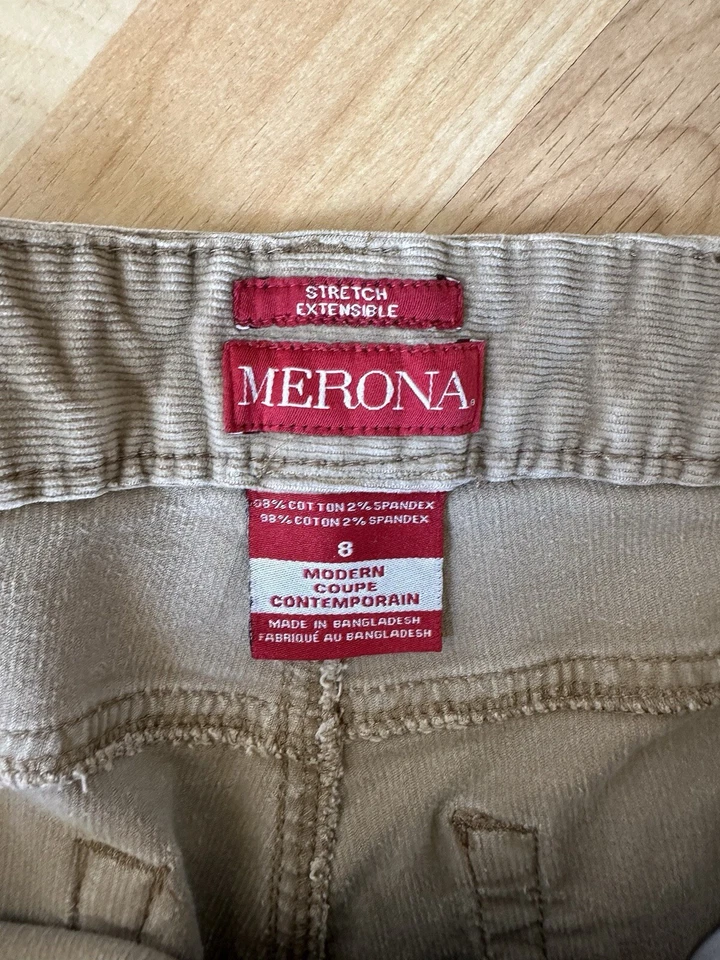 STRETCH
EXTENSIBLE
MERONA®
98% COTTON 2% SPANDEX
98% COTON 2% SPANDEX
8
MODERN
COUPE
CONTEMPORAIN
MADE IN BANGLADESH
FABRIQUÉ AU BANGLADESH